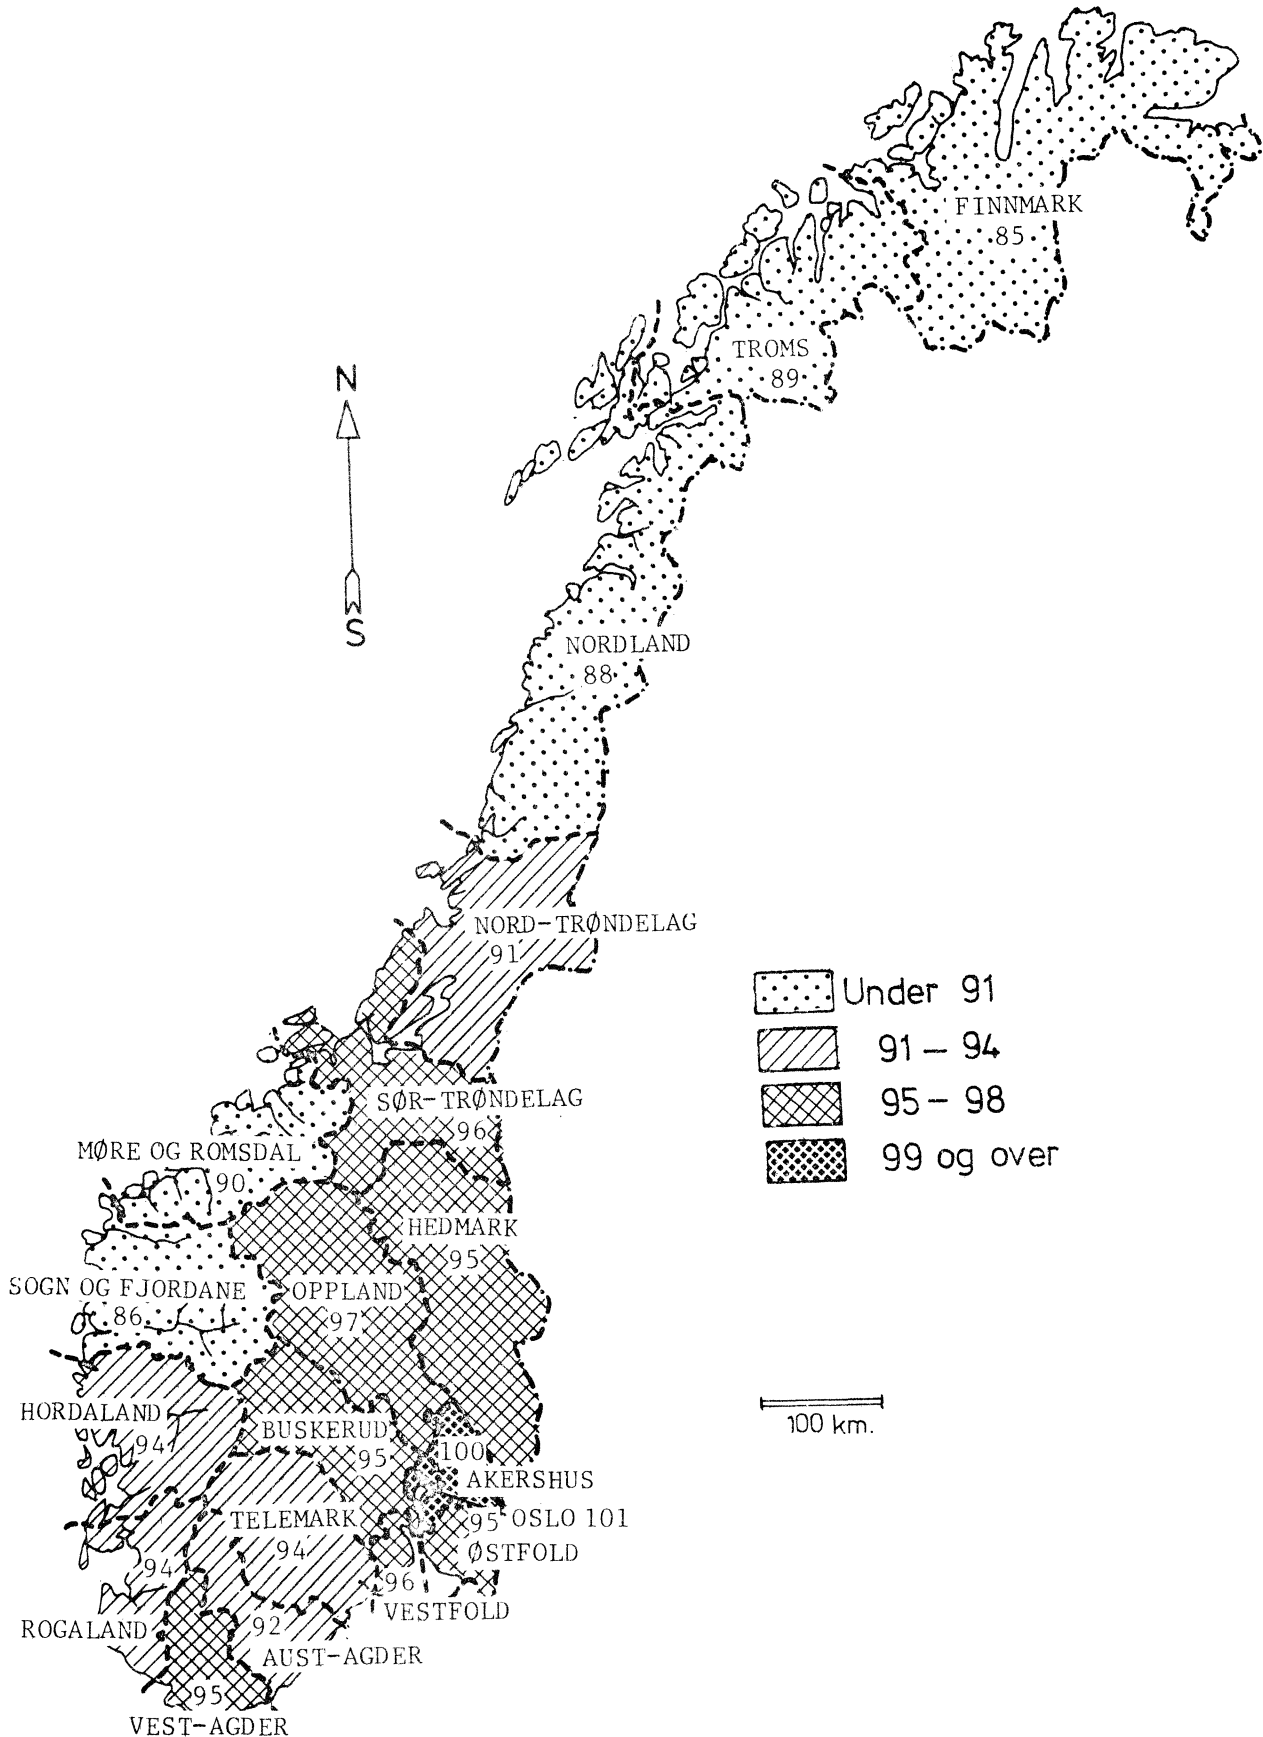 FINNMARK
85
TROMS
89
N
S
NORDLAND
88
NORD-TRØNDELAG
91
Under 91
91 - 94
95 - 98
99 og over
SØR-TRØNDELAG
96
MØRE OG ROMSDAL
90
HEDMARK
95
SOGN OG FJORDANE
86
OPPLAND
97
HORDALAND
94
BUSKERUD
95
100
AKERSHUS
100 km.
TELEMARK
94
95 OSLO 101
ØSTFOLD
94
96
VESTFOLD
ROGALAND
92
AUST-AGDER
95
VEST-AGDER